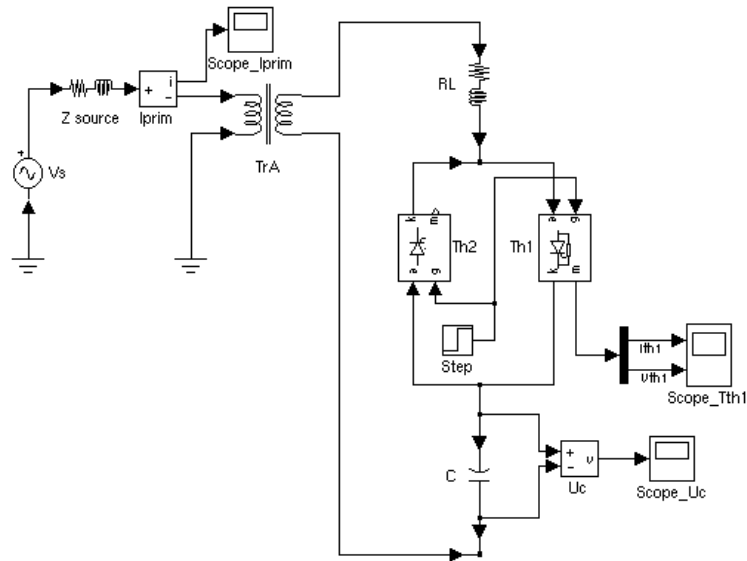 Scope_Iprim
i
+
-
Z source
Iprim
+
Vs
TrA
RL
k
m
a
g
Th2
a
g
k
m
Th1
Step
Ith1
Vth1
Scope_Tth1
C
+
-
v
Uc
Scope_Uc